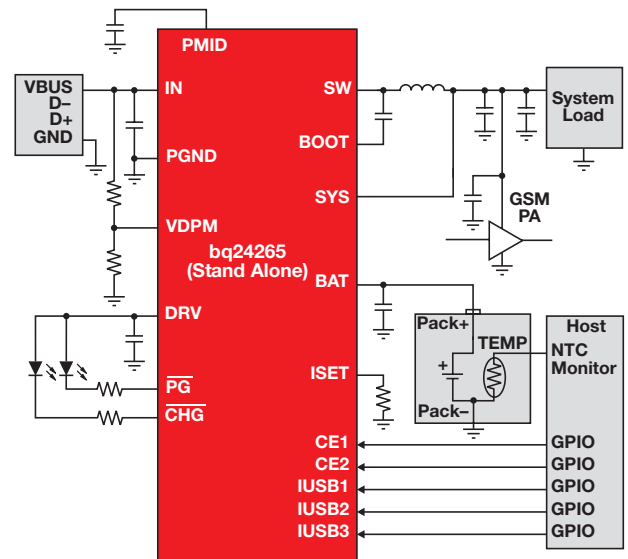 PMID
VBUS
D–
D+
GND
IN
PGND
VDPM
DRV
PG
CHG
bq24265
(Stand Alone)
SW
BOOT
SYS
BAT
ISET
CE1
CE2
IUSB1
IUSB2
IUSB3
System
Load
GSM
PA
Pack+
TEMP
+
Pack–
Host
NTC
Monitor
GPIO
GPIO
GPIO
GPIO
GPIO